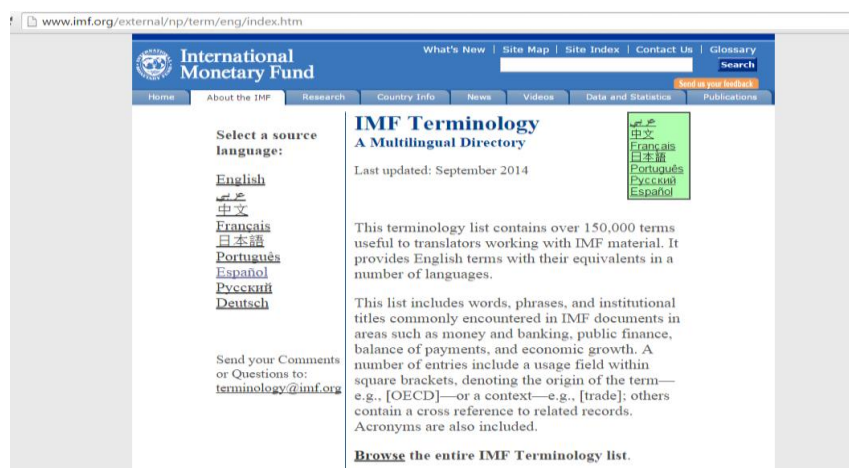 www.imf.org/external/np/term/eng/index.htm
International
Monetary Fund
What's New | Site Map | Site Index | Contact Us | Glossary
Search
Send us your feedback
Home About the IMF Research Country Info News Videos Data and Statistics Publications
Select a source
language:
English
عربي
中文
Français
日本語
Português
Español
Русский
Deutsch
Send your Comments
or Questions to:
terminology@imf.org
IMF Terminology
A Multilingual Directory
Last updated: September 2014
عربي
中文
Français
日本語
Português
Русский
Español
This terminology list contains over 150,000 terms
useful to translators working with IMF material. It
provides English terms with their equivalents in a
number of languages.
This list includes words, phrases, and institutional
titles commonly encountered in IMF documents in
areas such as money and banking, public finance,
balance of payments, and economic growth. A
number of entries include a usage field within
square brackets, denoting the origin of the term—
e.g., [OECD]—or a context—e.g., [trade]; others
contain a cross reference to related records.
Acronyms are also included.
Browse the entire IMF Terminology list.